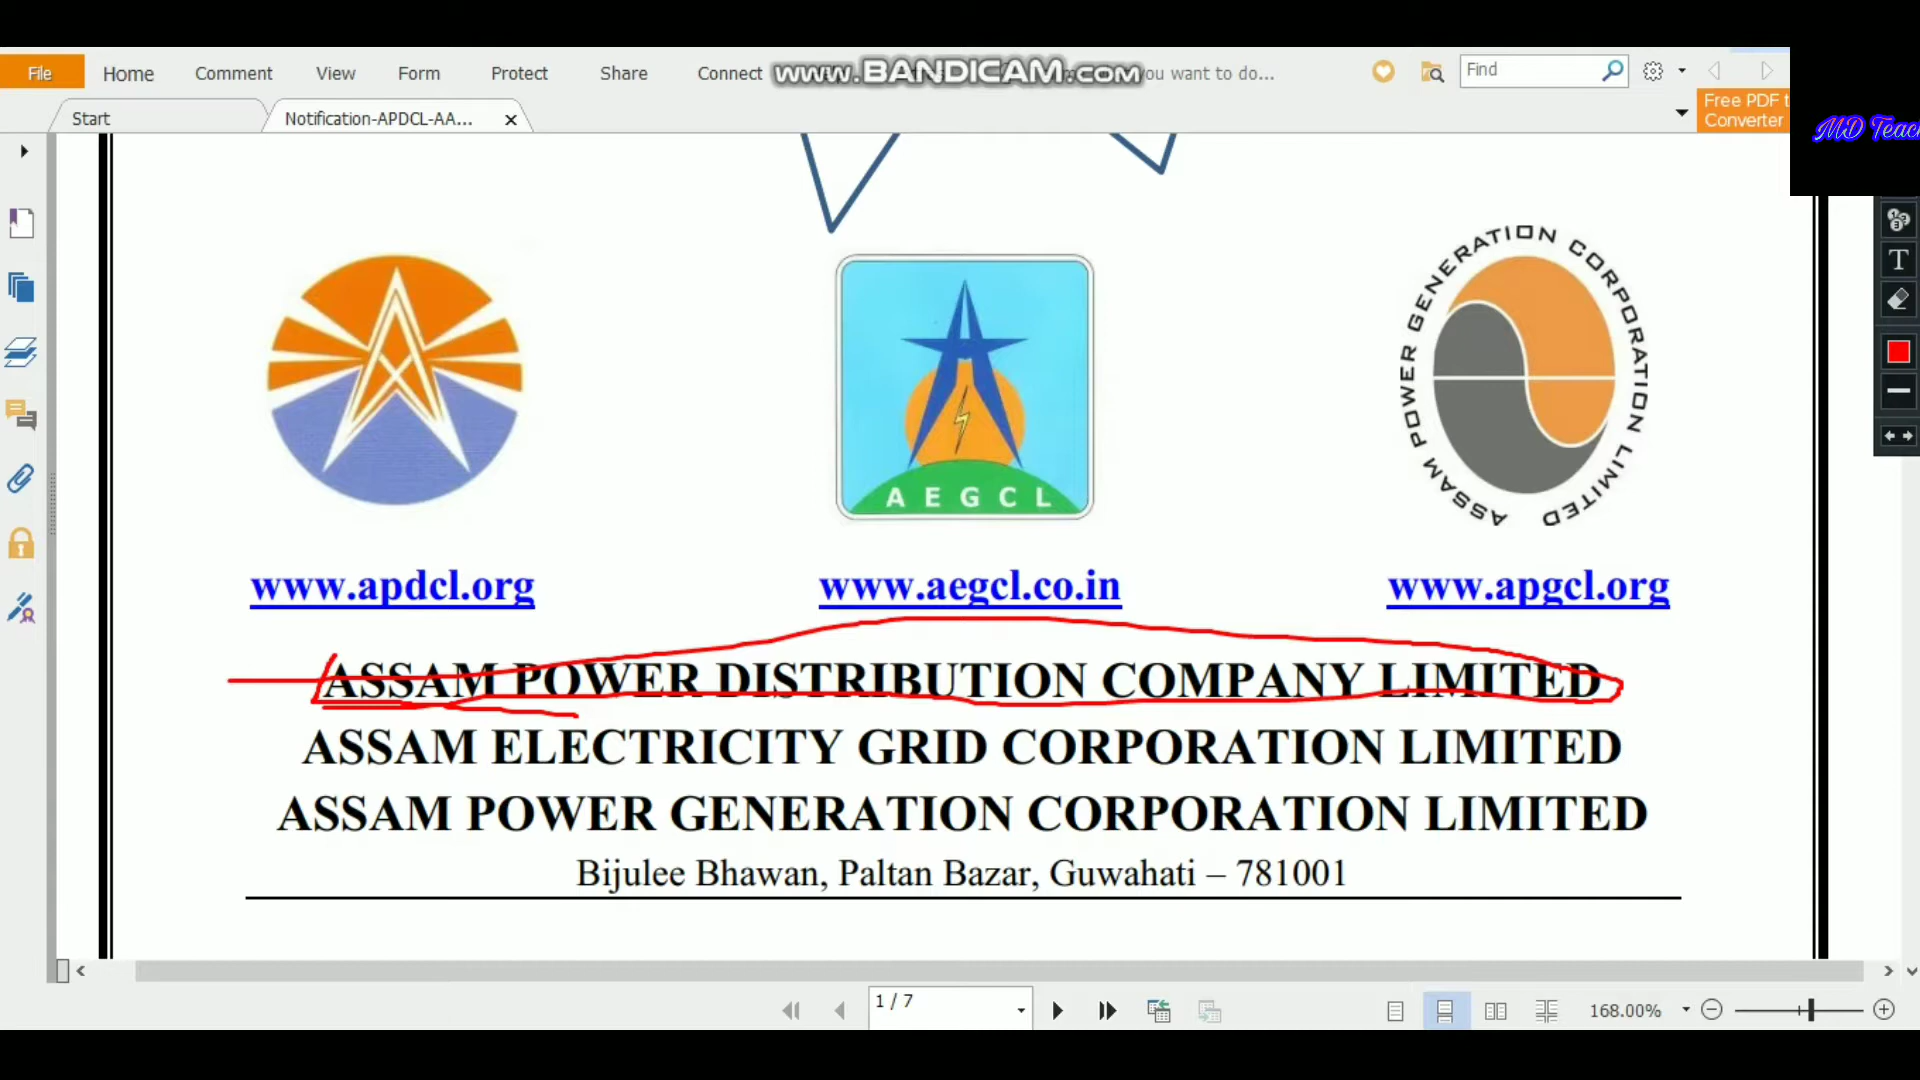 File Home Comment View Form Protect Share Connect www.BANDICAM.com you want to do... Find
Start Notification-APDCL-AA...
Free PDF t
Converter
MD Teach
AEGCL
ASSAM POWER GENERATION CORPORATION LIMITED
www.apdcl.org www.aegcl.co.in www.apgcl.org
ASSAM POWER DISTRIBUTION COMPANY LIMITED
ASSAM ELECTRICITY GRID CORPORATION LIMITED
ASSAM POWER GENERATION CORPORATION LIMITED
Bijulee Bhawan, Paltan Bazar, Guwahati – 781001
1 / 7 168.00%